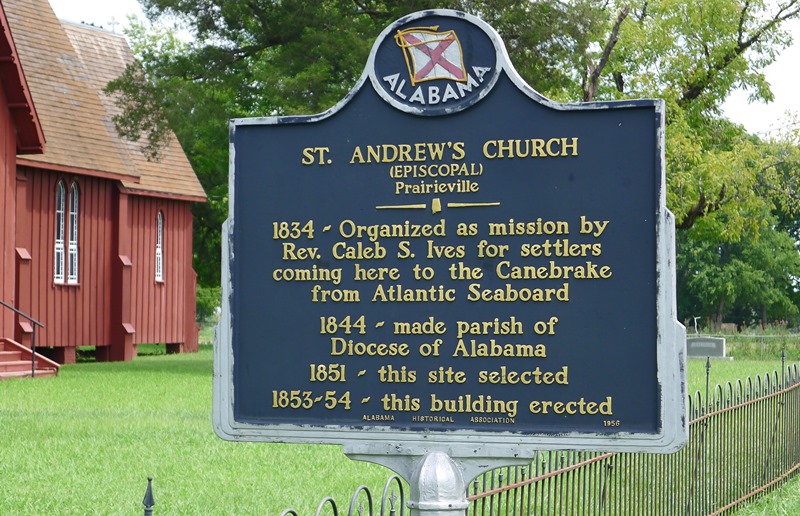 ALABAMA
ST. ANDREW'S CHURCH
(EPISCOPAL)
Prairieville
1834 - Organized as mission by
Rev. Caleb S. Ives for settlers
coming here to the Canebrake
from Atlantic Seaboard
1844 - made parish of
Diocese of Alabama
1851 - this site selected
1853-54 - this building erected
ALABAMA HISTORICAL ASSOCIATION 1956